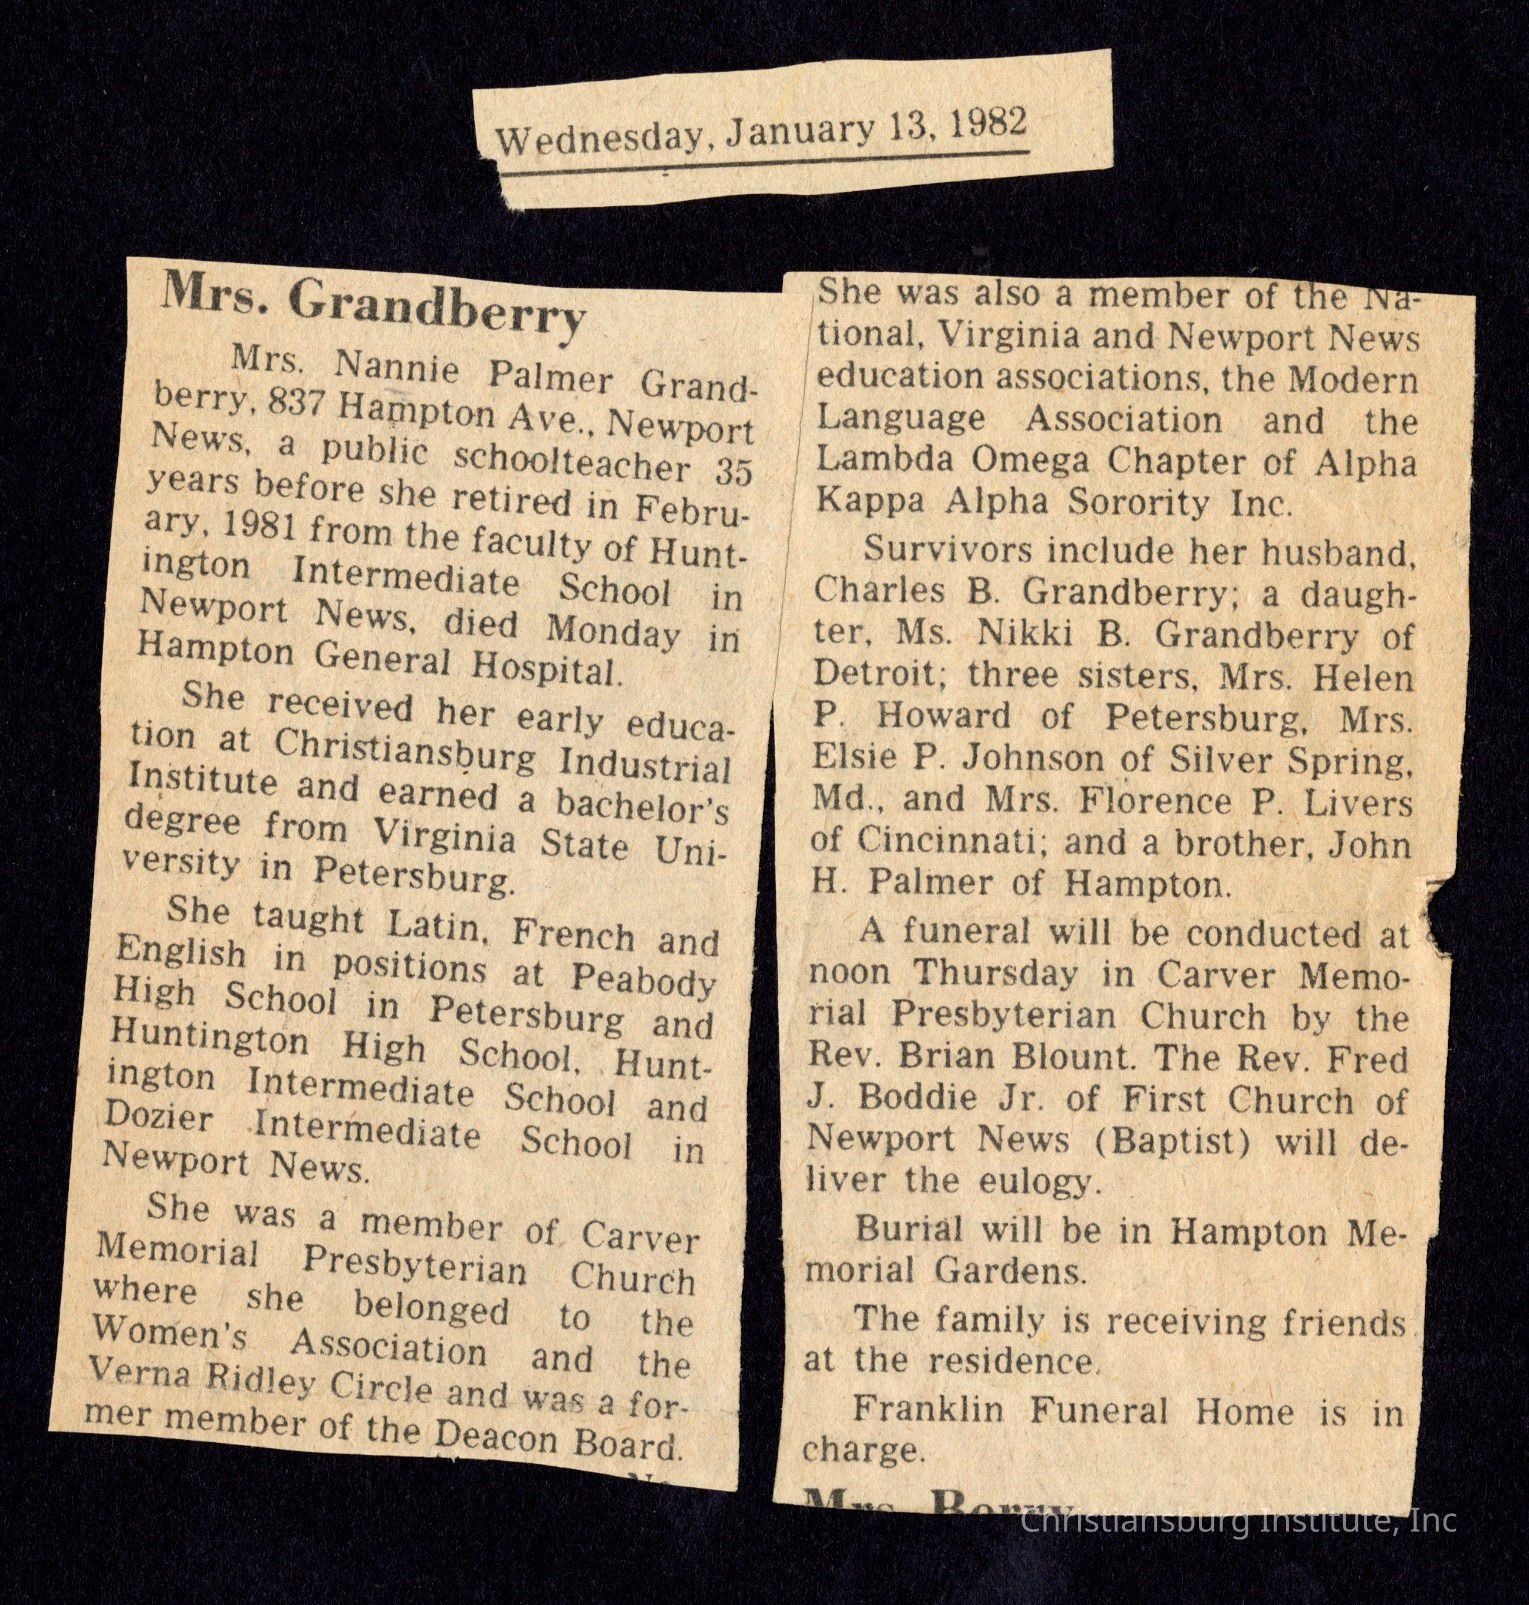 Wednesday, January 13, 1982
Mrs. Grandberry
Mrs. Nannie Palmer Grand-
berry, 837 Hampton Ave., Newport
News, a public schoolteacher 35
years before she retired in Febru-
ary, 1981 from the faculty of Hunt-
ington Intermediate School in
Newport News, died Monday in
Hampton General Hospital.
She received her early educa-
tion at Christiansburg Industrial
Institute and earned a bachelor's
degree from Virginia State Uni-
versity in Petersburg.
She taught Latin, French and
English in positions at Peabody
High School in Petersburg and
Huntington High School, Hunt-
ington Intermediate School and
Dozier Intermediate School in
Newport News.
She was a member of Carver
Memorial Presbyterian Church
where she belonged to the
Women's Association and the
Verna Ridley Circle and was a for-
mer member of the Deacon Board.
She was also a member of the Na-
tional, Virginia and Newport News
education associations, the Modern
Language Association and the
Lambda Omega Chapter of Alpha
Kappa Alpha Sorority Inc.
Survivors include her husband,
Charles B. Grandberry; a daugh-
ter, Ms. Nikki B. Grandberry of
Detroit; three sisters, Mrs. Helen
P. Howard of Petersburg, Mrs.
Elsie P. Johnson of Silver Spring,
Md., and Mrs. Florence P. Livers
of Cincinnati; and a brother, John
H. Palmer of Hampton.
A funeral will be conducted at
noon Thursday in Carver Memo-
rial Presbyterian Church by the
Rev. Brian Blount. The Rev. Fred
J. Boddie Jr. of First Church of
Newport News (Baptist) will de-
liver the eulogy.
Burial will be in Hampton Me-
morial Gardens.
The family is receiving friends
at the residence.
Franklin Funeral Home is in
charge.
Mrs. Berry
Christiansburg Institute, Inc